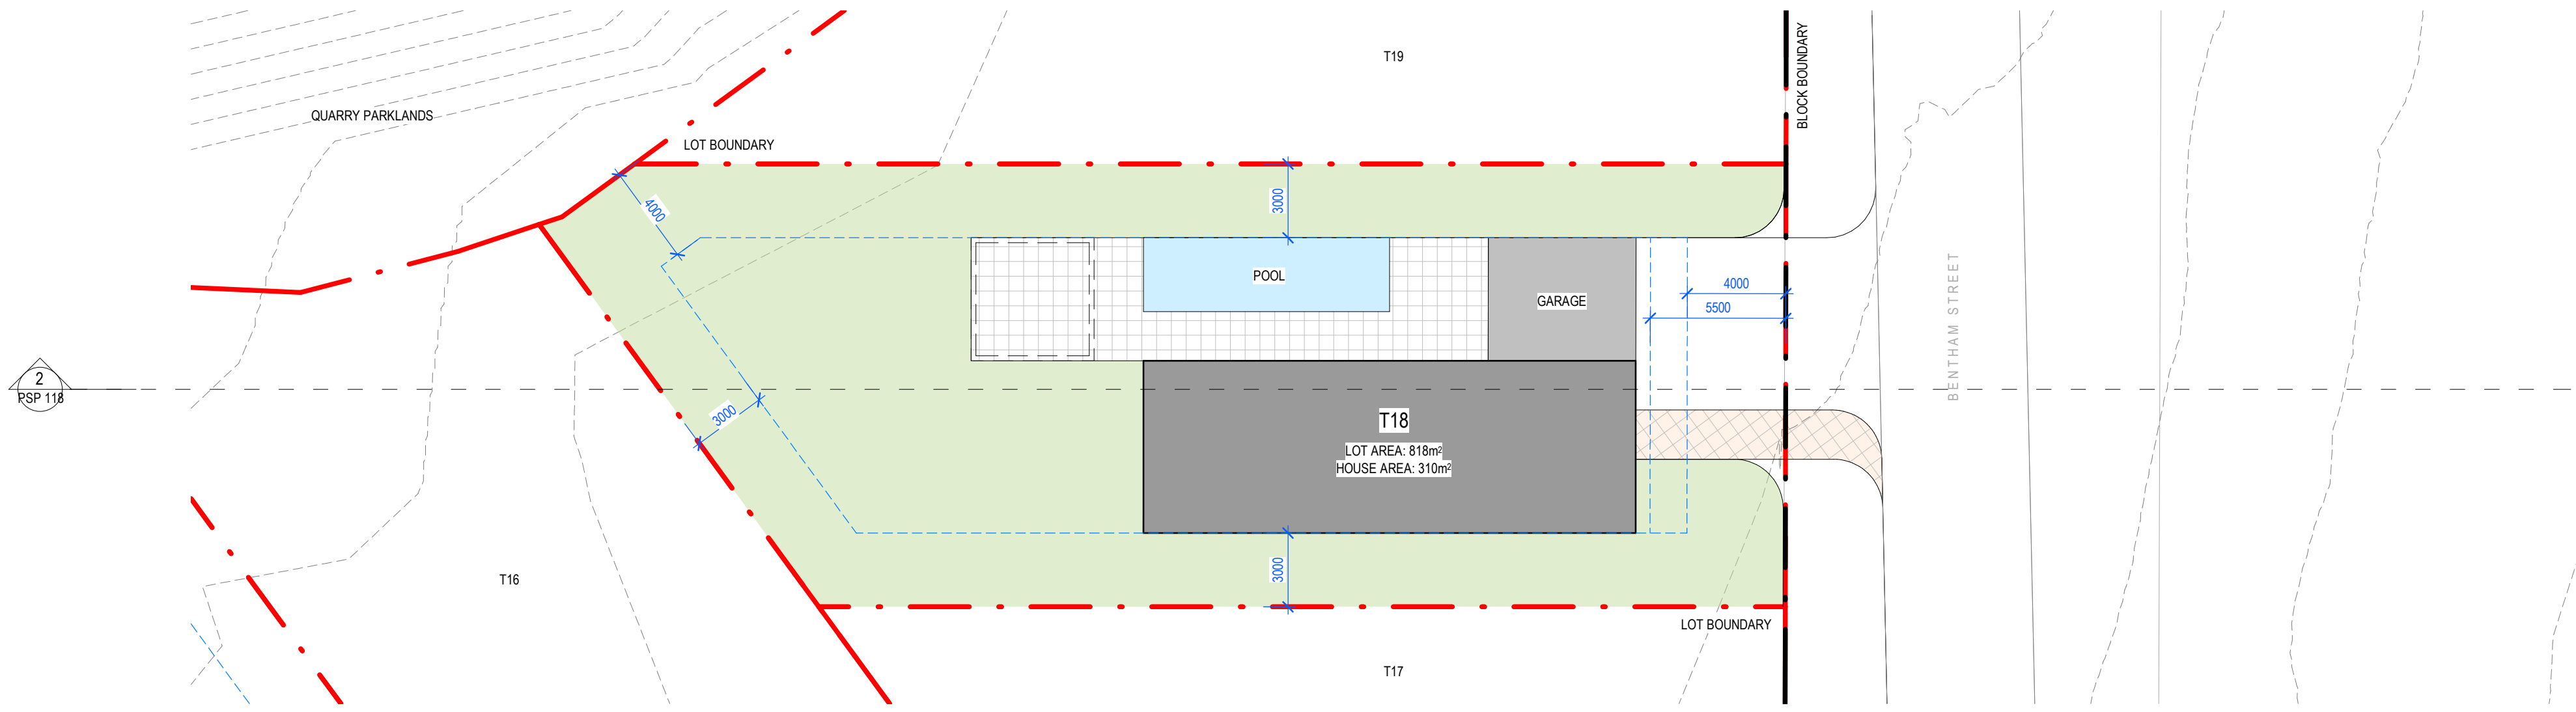 T19
BLOCK BOUNDARY
QUARRY PARKLANDS
LOT BOUNDARY
4000
3000
POOL
GARAGE
4000
5500
BENTHAM STREET
2
PSP 118
3000
T18
LOT AREA: 818m²
HOUSE AREA: 310m²
3000
T16
LOT BOUNDARY
T17